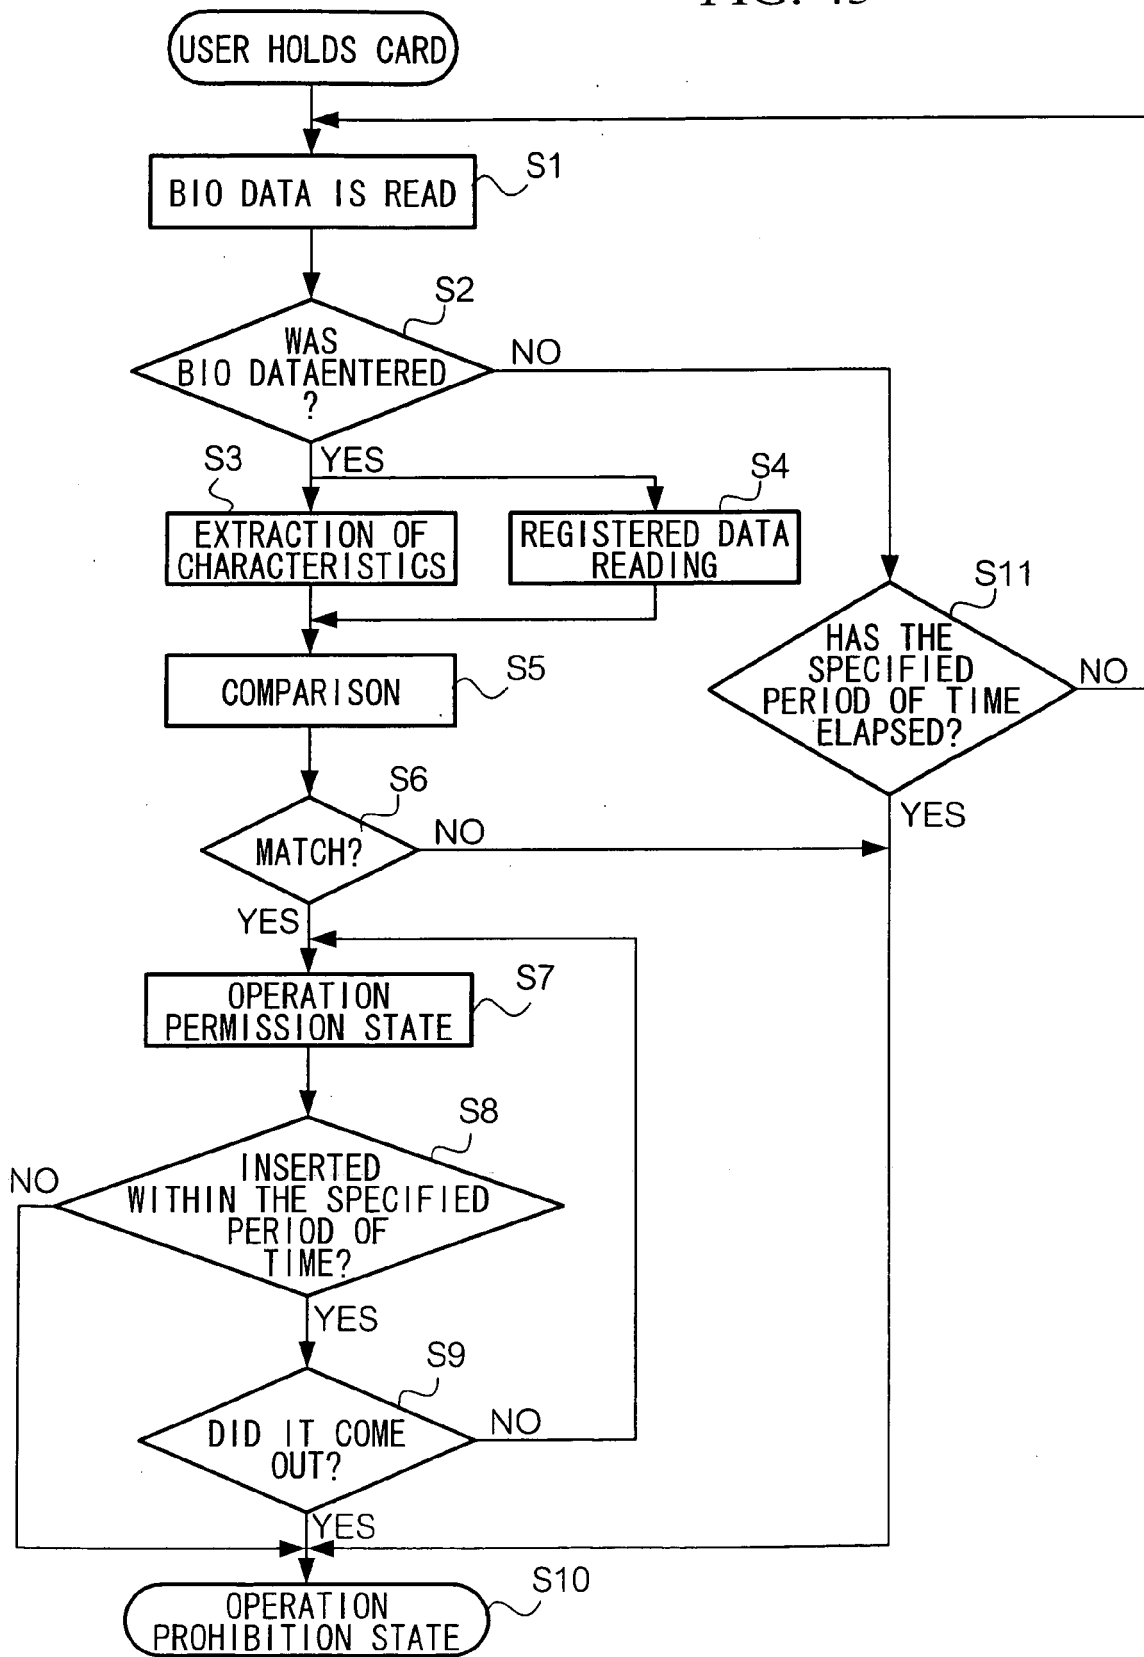 USER HOLDS CARD
BIO DATA IS READ
S1
S2
WAS
BIO DATAENTERED
?
NO
YES
S3
EXTRACTION OF
CHARACTERISTICS
S4
REGISTERED DATA
READING
S11
HAS THE
SPECIFIED
PERIOD OF TIME
ELAPSED?
NO
YES
COMPARISON
S5
S6
MATCH?
NO
YES
OPERATION
PERMISSION STATE
S7
S8
INSERTED
WITHIN THE SPECIFIED
PERIOD OF
TIME?
NO
YES
S9
DID IT COME
OUT?
NO
YES
S10
OPERATION
PROHIBITION STATE